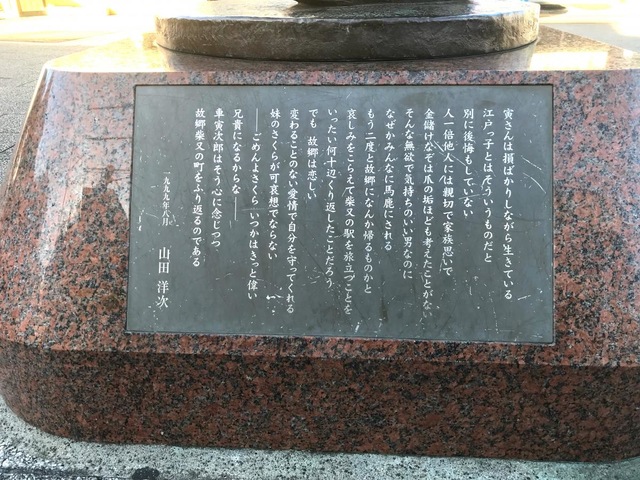 寅さんは損ばかりしながら生きている
江戸っ子とはそういうものだと
別に後悔もしていない
人一倍他人には親切で家族思いで
金儲けなぞは爪の垢ほども考えたことがない
そんな無欲で気持ちのいい男なのに
なぜかみんなに馬鹿にされる
もう二度と故郷になんか帰るものかと
哀しみをこらえて柴又の駅を旅立つことを
いったい何十辺くり返したことだろう
でも 故郷は恋しい
変わることのない愛情で自分を守ってくれる
妹のさくらが可哀想でならない
――ごめんよさくら いつかはきっと偉い
兄貴になるからな――
車寅次郎はそう心に念じつつ
故郷柴又の町をふり返るのである
一九九九年八月
山田 洋次